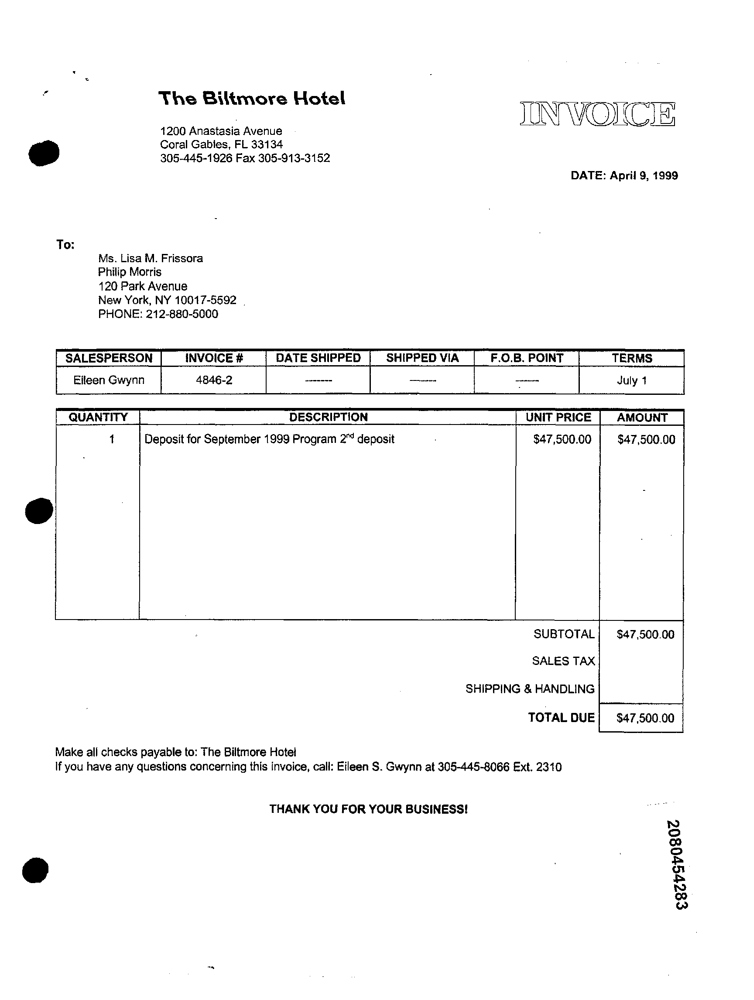 The Biltmore Hotel
INVOICE
1200 Anastasia Avenue
Coral Gables, FL 33134
305-445-1926 Fax 305-913-3152
DATE: April 9, 1999
To:
Ms. Lisa M. Frissora
Philip Morris
120 Park Avenue
New York, NY 10017-5592
PHONE: 212-880-5000
SALESPERSON INVOICE # DATE SHIPPED SHIPPED VIA F.O.B. POINT TERMS
Eileen Gwynn 4846-2 ------- ------- ------- July 1
QUANTITY DESCRIPTION UNIT PRICE AMOUNT
1 Deposit for September 1999 Program 2nd deposit $47,500.00 $47,500.00
SUBTOTAL $47,500.00
SALES TAX
SHIPPING & HANDLING
TOTAL DUE $47,500.00
Make all checks payable to: The Biltmore Hotel
If you have any questions concerning this invoice, call: Eileen S. Gwynn at 305-445-8066 Ext. 2310
THANK YOU FOR YOUR BUSINESS!
2080454283